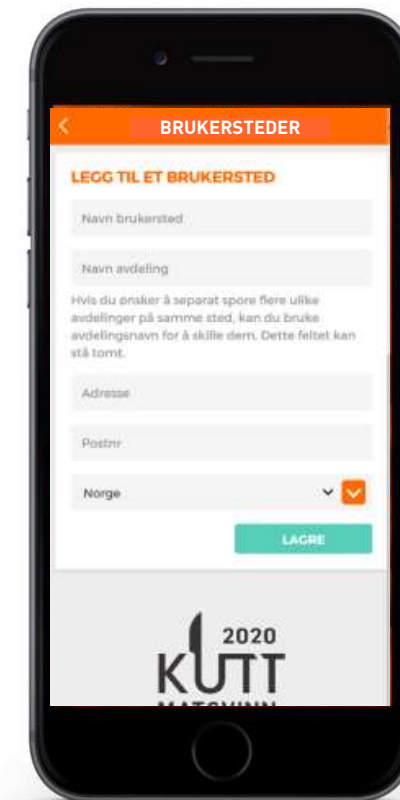 BRUKERSTEDER
LEGG TIL ET BRUKERSTED
Navn brukersted
Navn avdeling
Hvis du ønsker å separat spore flere ulike
avdelinger på samme sted, kan du bruke
avdelingsnavn for å skille dem. Dette feltet kan
stå tomt.
Adresse
Postnr
Norge
LAGRE
2020
KUTT
MATSVINN